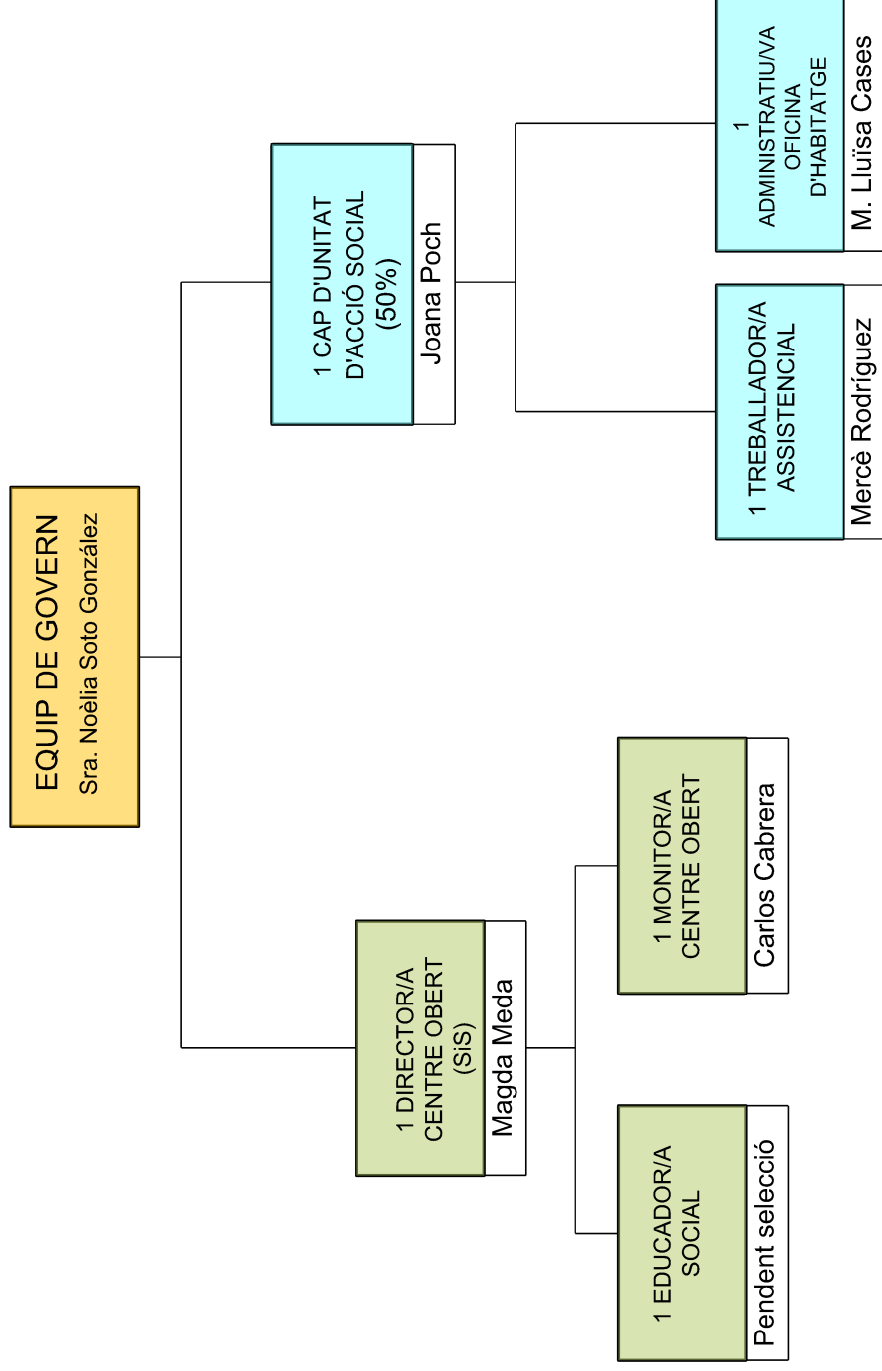 EQUIP DE GOVERN
Sra. Noèlia Soto González
1 DIRECTOR/A
CENTRE OBERT
(SiS)
Magda Meda
1 EDUCADOR/A
SOCIAL
Pendent selecció
1 MONITOR/A
CENTRE OBERT
Carlos Cabrera
1 CAP D'UNITAT
D'ACCIÓ SOCIAL
(50%)
Joana Poch
1 TREBALLADOR/A
ASSISTENCIAL
Mercè Rodríguez
1
ADMINISTRATIU/VA
OFICINA
D'HABITATGE
M. Lluïsa Cases